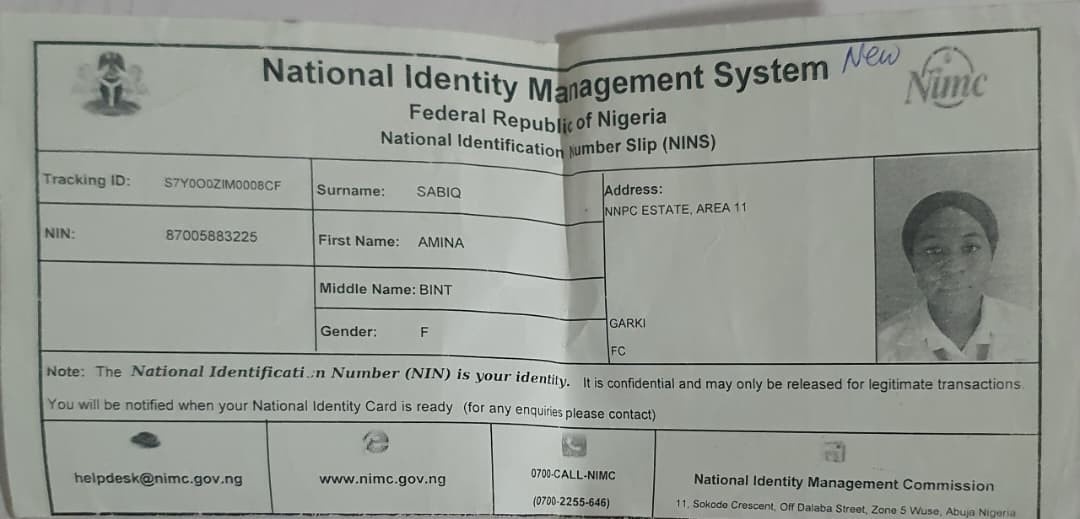 National Identity Management System
New
Nimc
Federal Republic of Nigeria
National Identification Number Slip (NINS)
Tracking ID: S7Y0O0ZIM0008CF
Surname: SABIQ
Address:
NNPC ESTATE, AREA 11
NIN: 87005883225
First Name: AMINA
Middle Name: BINT
Gender: F
GARKI
FC
Note: The National Identification Number (NIN) is your identity. It is confidential and may only be released for legitimate transactions.
You will be notified when your National Identity Card is ready (for any enquiries please contact)
helpdesk@nimc.gov.ng
www.nimc.gov.ng
0700-CALL-NIMC
(0700-2255-646)
National Identity Management Commission
11, Sokode Crescent, Off Dalaba Street, Zone 5 Wuse, Abuja Nigeria